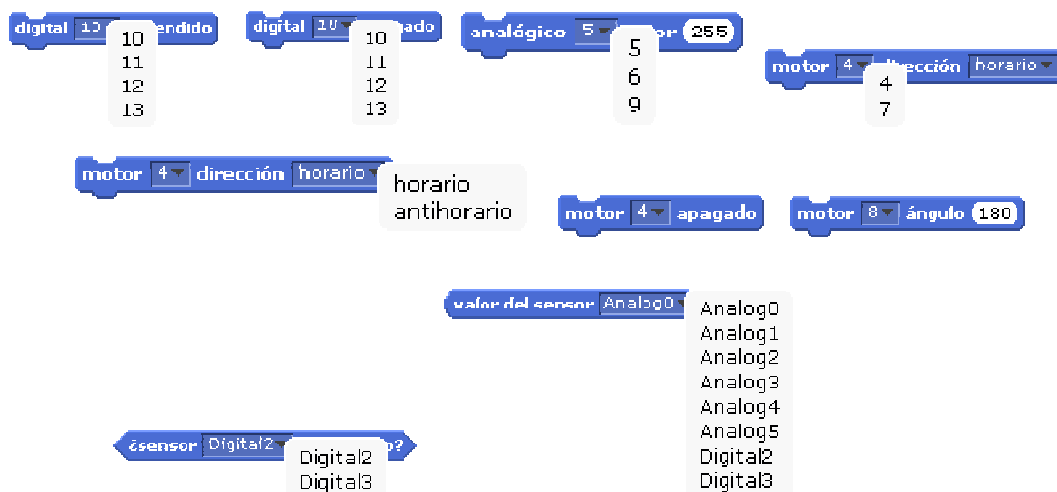 digital 10 encendido
10
11
12
13
digital 10 apagado
10
11
12
13
analógico 5 valor 255
5
6
9
motor 4 dirección horario
4
7
motor 4 dirección horario
horario
antihorario
motor 4 apagado
motor 8 ángulo 180
valor del sensor Analog0
Analog0
Analog1
Analog2
Analog3
Analog4
Analog5
Digital2
Digital3
¿sensor Digital2 o?
Digital2
Digital3